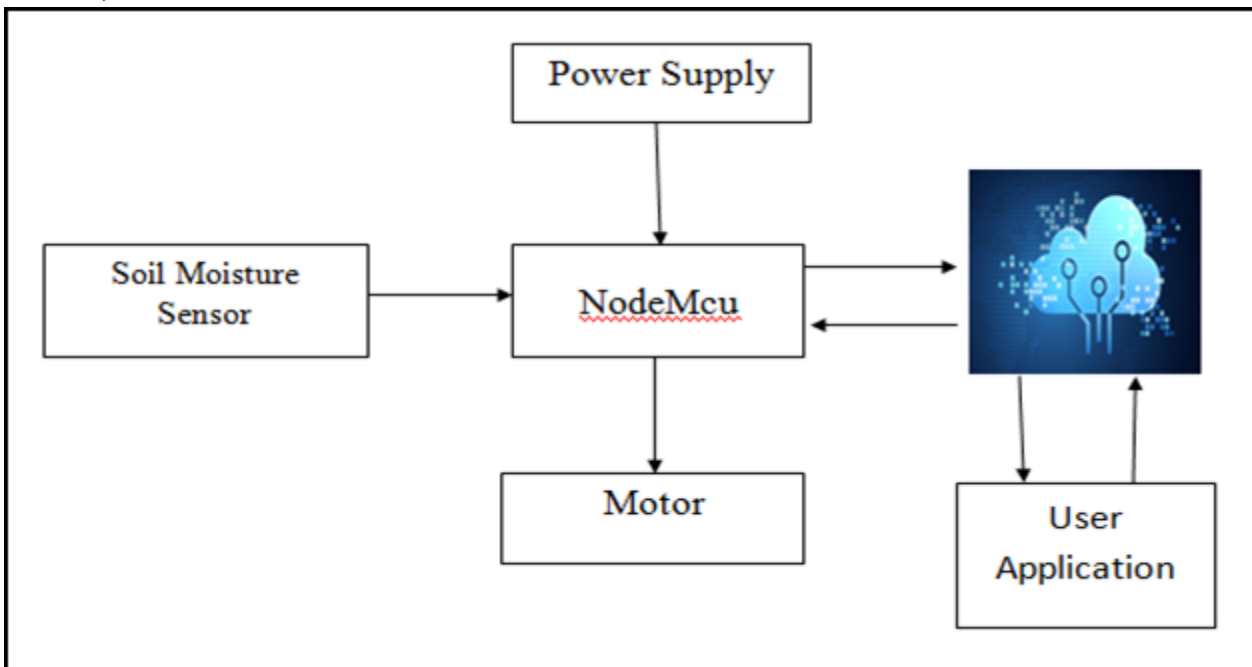 Power Supply
Soil Moisture
Sensor
NodeMcu
Motor
User
Application